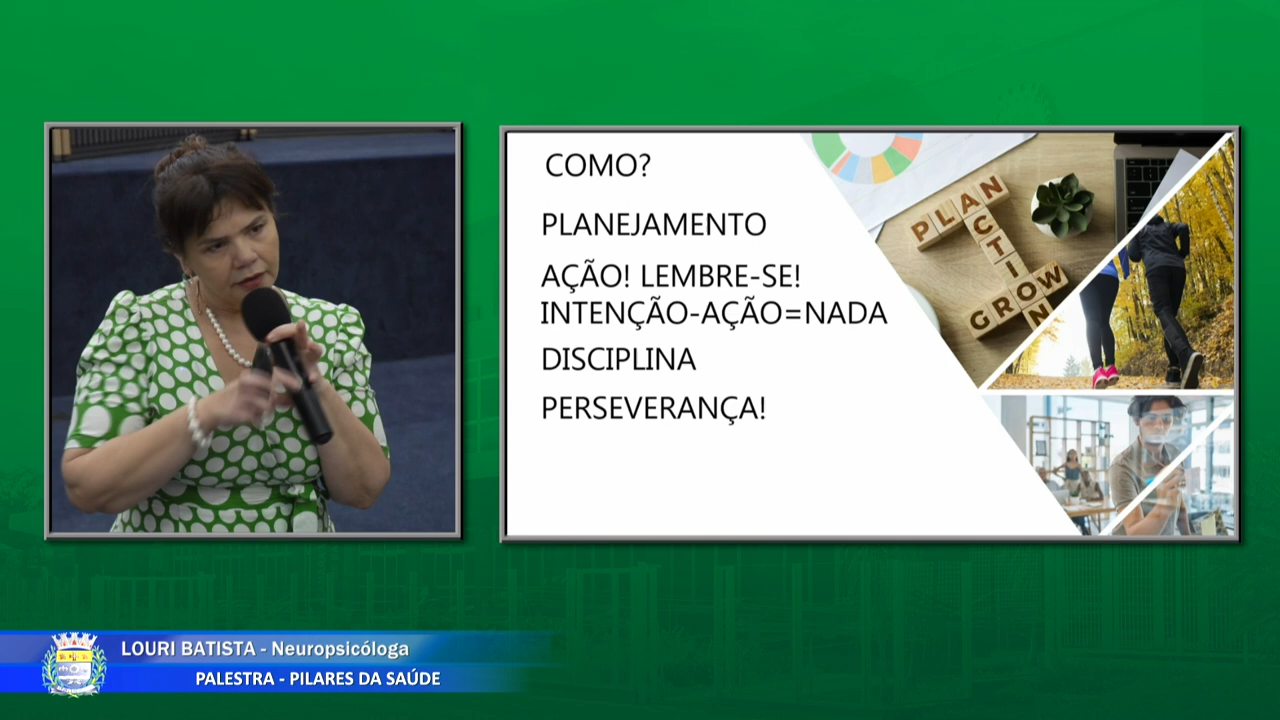 COMO?
PLANEJAMENTO
AÇÃO! LEMBRE-SE!
INTENÇÃO-AÇÃO=NADA
DISCIPLINA
PERSEVERANÇA!
PLAN
ACTION
GROW
LOURI BATISTA - Neuropsicóloga
PALESTRA - PILARES DA SAÚDE